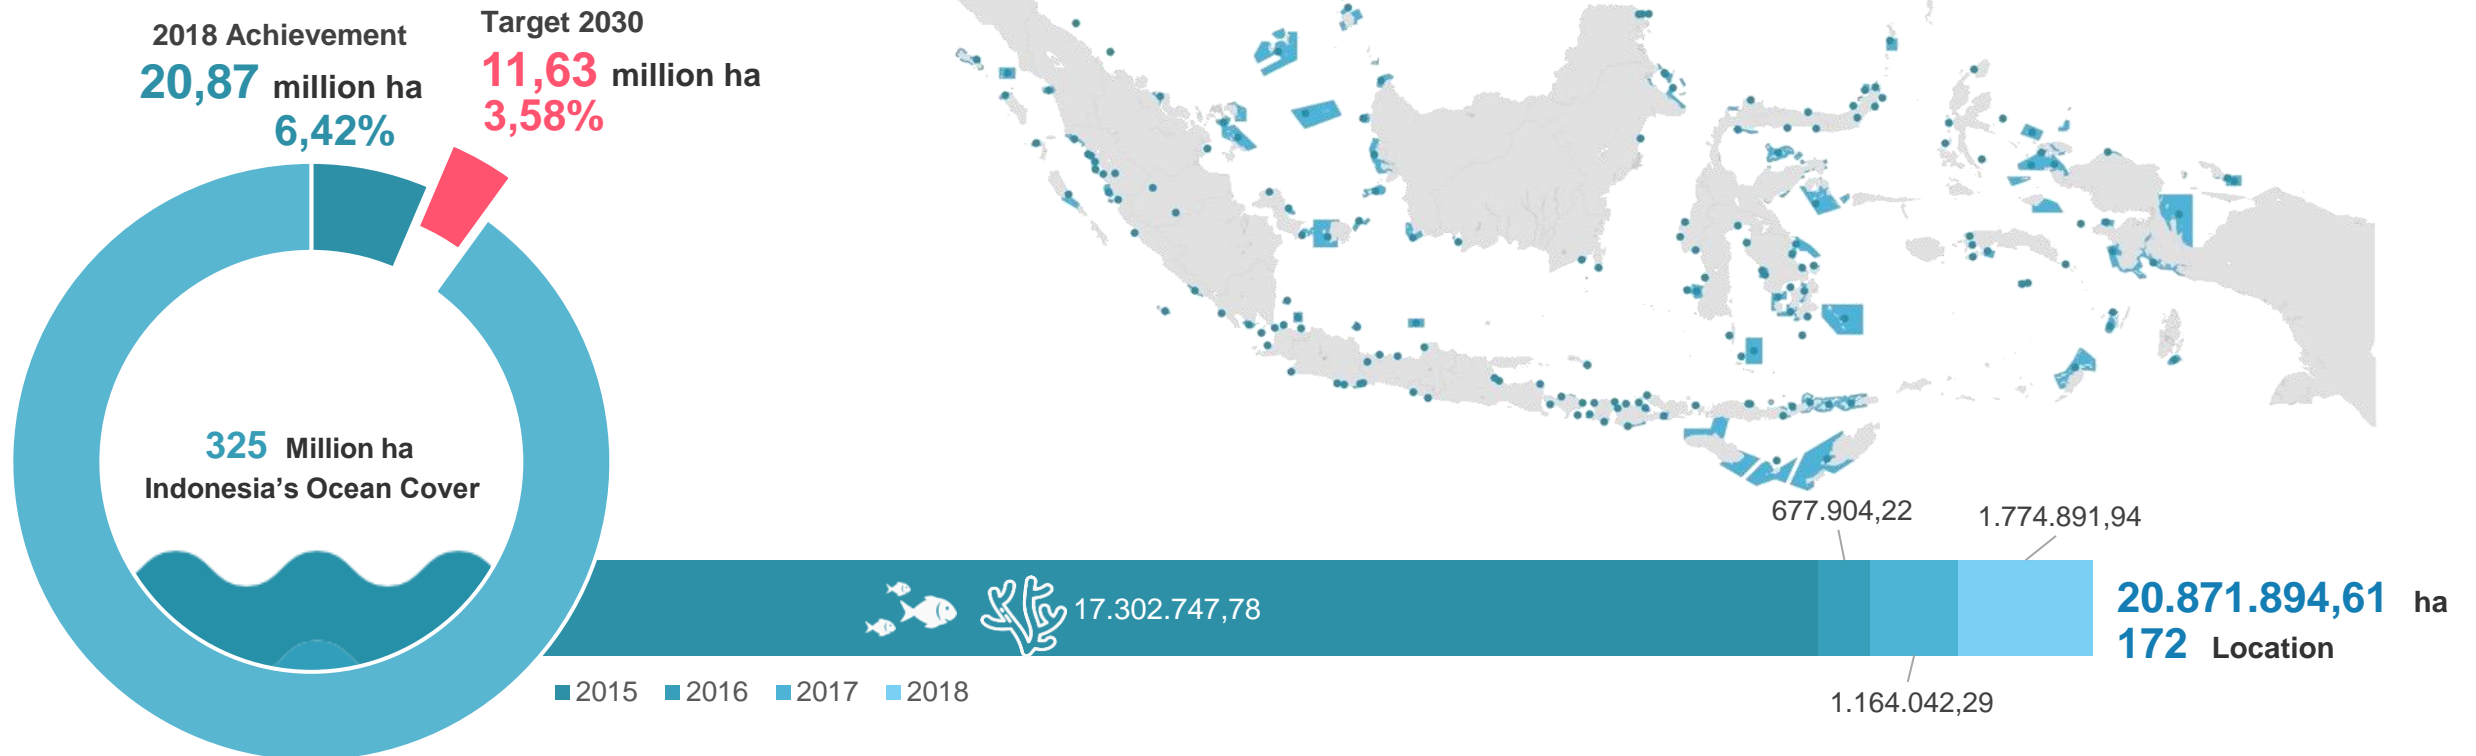 2018 Achievement
20,87 million ha
6,42%
Target 2030
11,63 million ha
3,58%
325 Million ha
Indonesia’s Ocean Cover
677.904,22
1.774.891,94
17.302.747,78
20.871.894,61 ha
172 Location
1.164.042,29
2015 2016 2017 2018